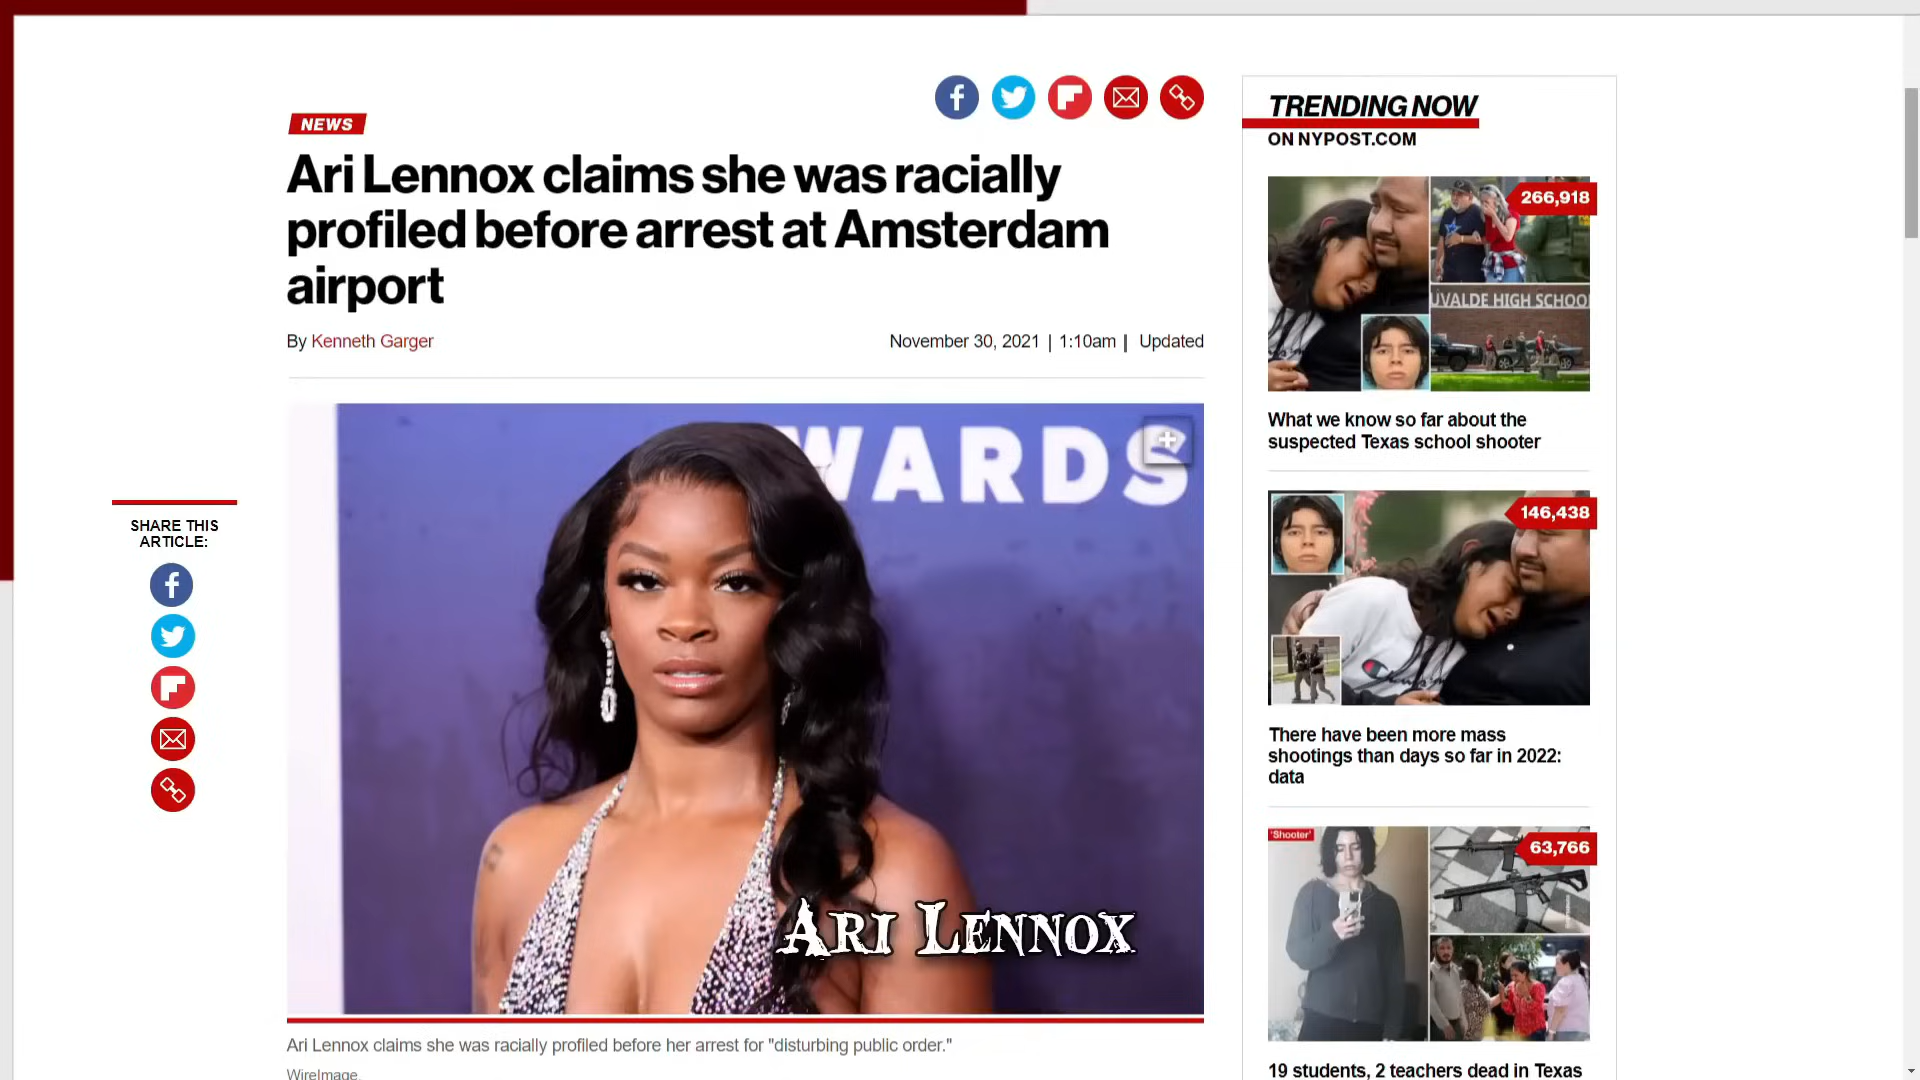 NEWS
Ari Lennox claims she was racially
profiled before arrest at Amsterdam
airport
By Kenneth Garger
November 30, 2021 | 1:10am | Updated
SHARE THIS
ARTICLE:
WARDS
ARI LENNOX
Ari Lennox claims she was racially profiled before her arrest for "disturbing public order."
WireImage
TRENDING NOW
ON NYPOST.COM
266,918
UVALDE HIGH SCHOO
What we know so far about the
suspected Texas school shooter
146,438
Champion
There have been more mass
shootings than days so far in 2022:
data
'Shooter'
63,766
19 students, 2 teachers dead in Texas